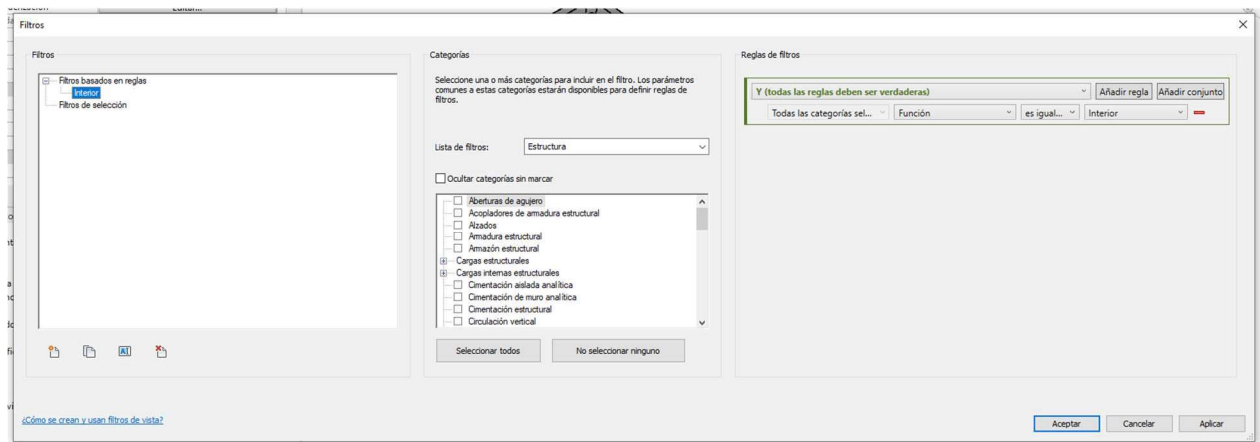 Editar...
Filtros
Filtros
Filtros basados en reglas
Interior
Filtros de selección
¿Cómo se crean y usan filtros de vista?
Categorías
Seleccione una o más categorías para incluir en el filtro. Los parámetros
comunes a estas categorías estarán disponibles para definir reglas de
filtros.
Lista de filtros:
Estructura
Ocultar categorías sin marcar
Aberturas de agujero
Acopladores de armadura estructural
Alzados
Armadura estructural
Armazón estructural
Cargas estructurales
Cargas internas estructurales
Cimentación aislada analítica
Cimentación de muro analítica
Cimentación estructural
Circulación vertical
Seleccionar todos
No seleccionar ninguno
Reglas de filtros
Y (todas las reglas deben ser verdaderas)
Añadir regla
Añadir conjunto
Todas las categorías sel...
Función
es igual...
Interior
Aceptar
Cancelar
Aplicar